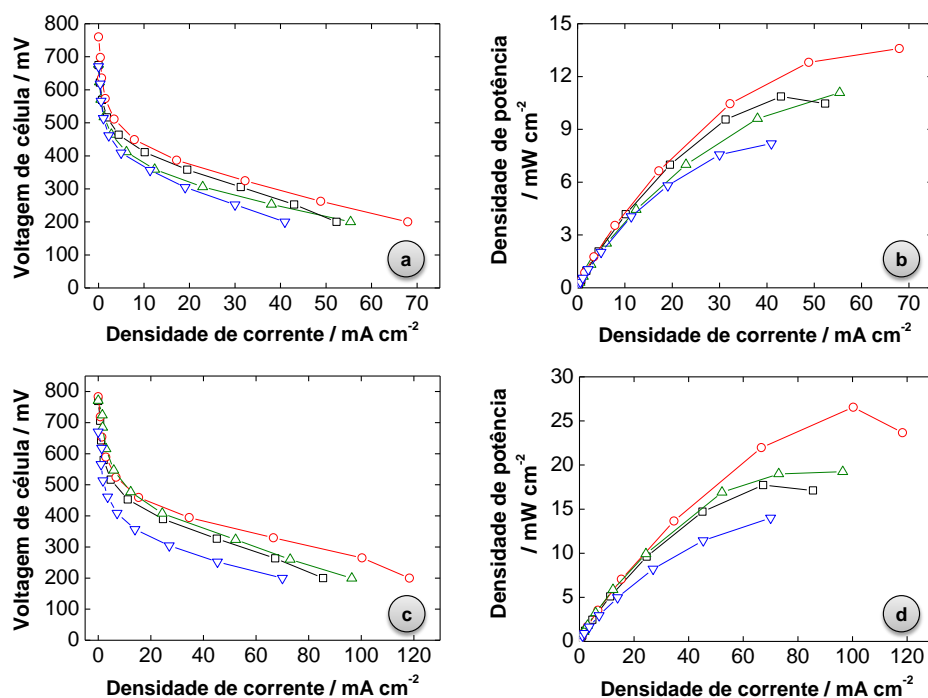 800
700
600
500
400
300
200
100
0
Voltagem de célula / mV
0 10 20 30 40 50 60 70
Densidade de corrente / mA cm-2
a
15
12
9
6
3
0
Densidade de potência
/ mW cm-2
0 10 20 30 40 50 60 70
Densidade de corrente / mA cm-2
b
800
700
600
500
400
300
200
100
0
Voltagem de célula / mV
0 20 40 60 80 100 120
Densidade de corrente / mA cm-2
c
30
25
20
15
10
5
0
Densidade de potência
/ mW cm-2
0 20 40 60 80 100 120
Densidade de corrente / mA cm-2
d